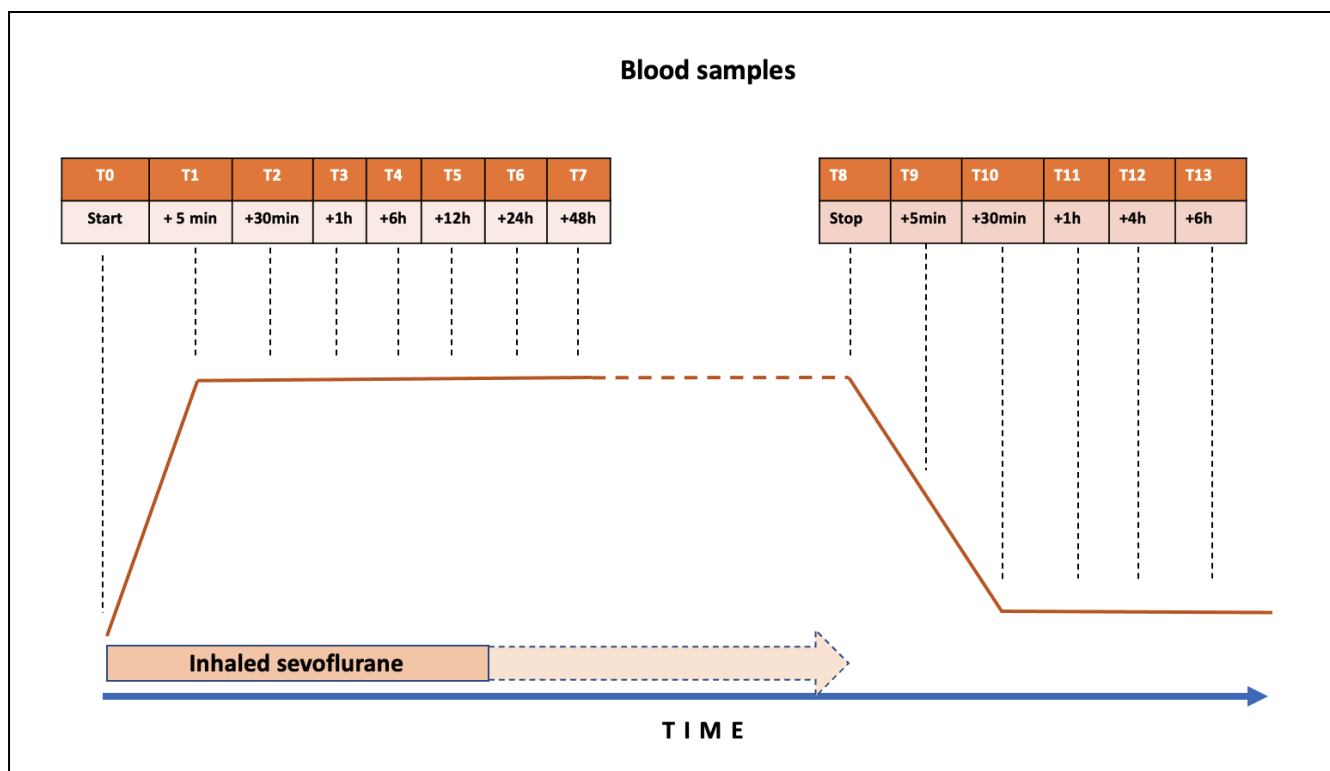 Blood samples
T0 T1 T2 T3 T4 T5 T6 T7
Start + 5 min +30min +1h +6h +12h +24h +48h
T8 T9 T10 T11 T12 T13
Stop +5min +30min +1h +4h +6h
Inhaled sevoflurane
T I M E